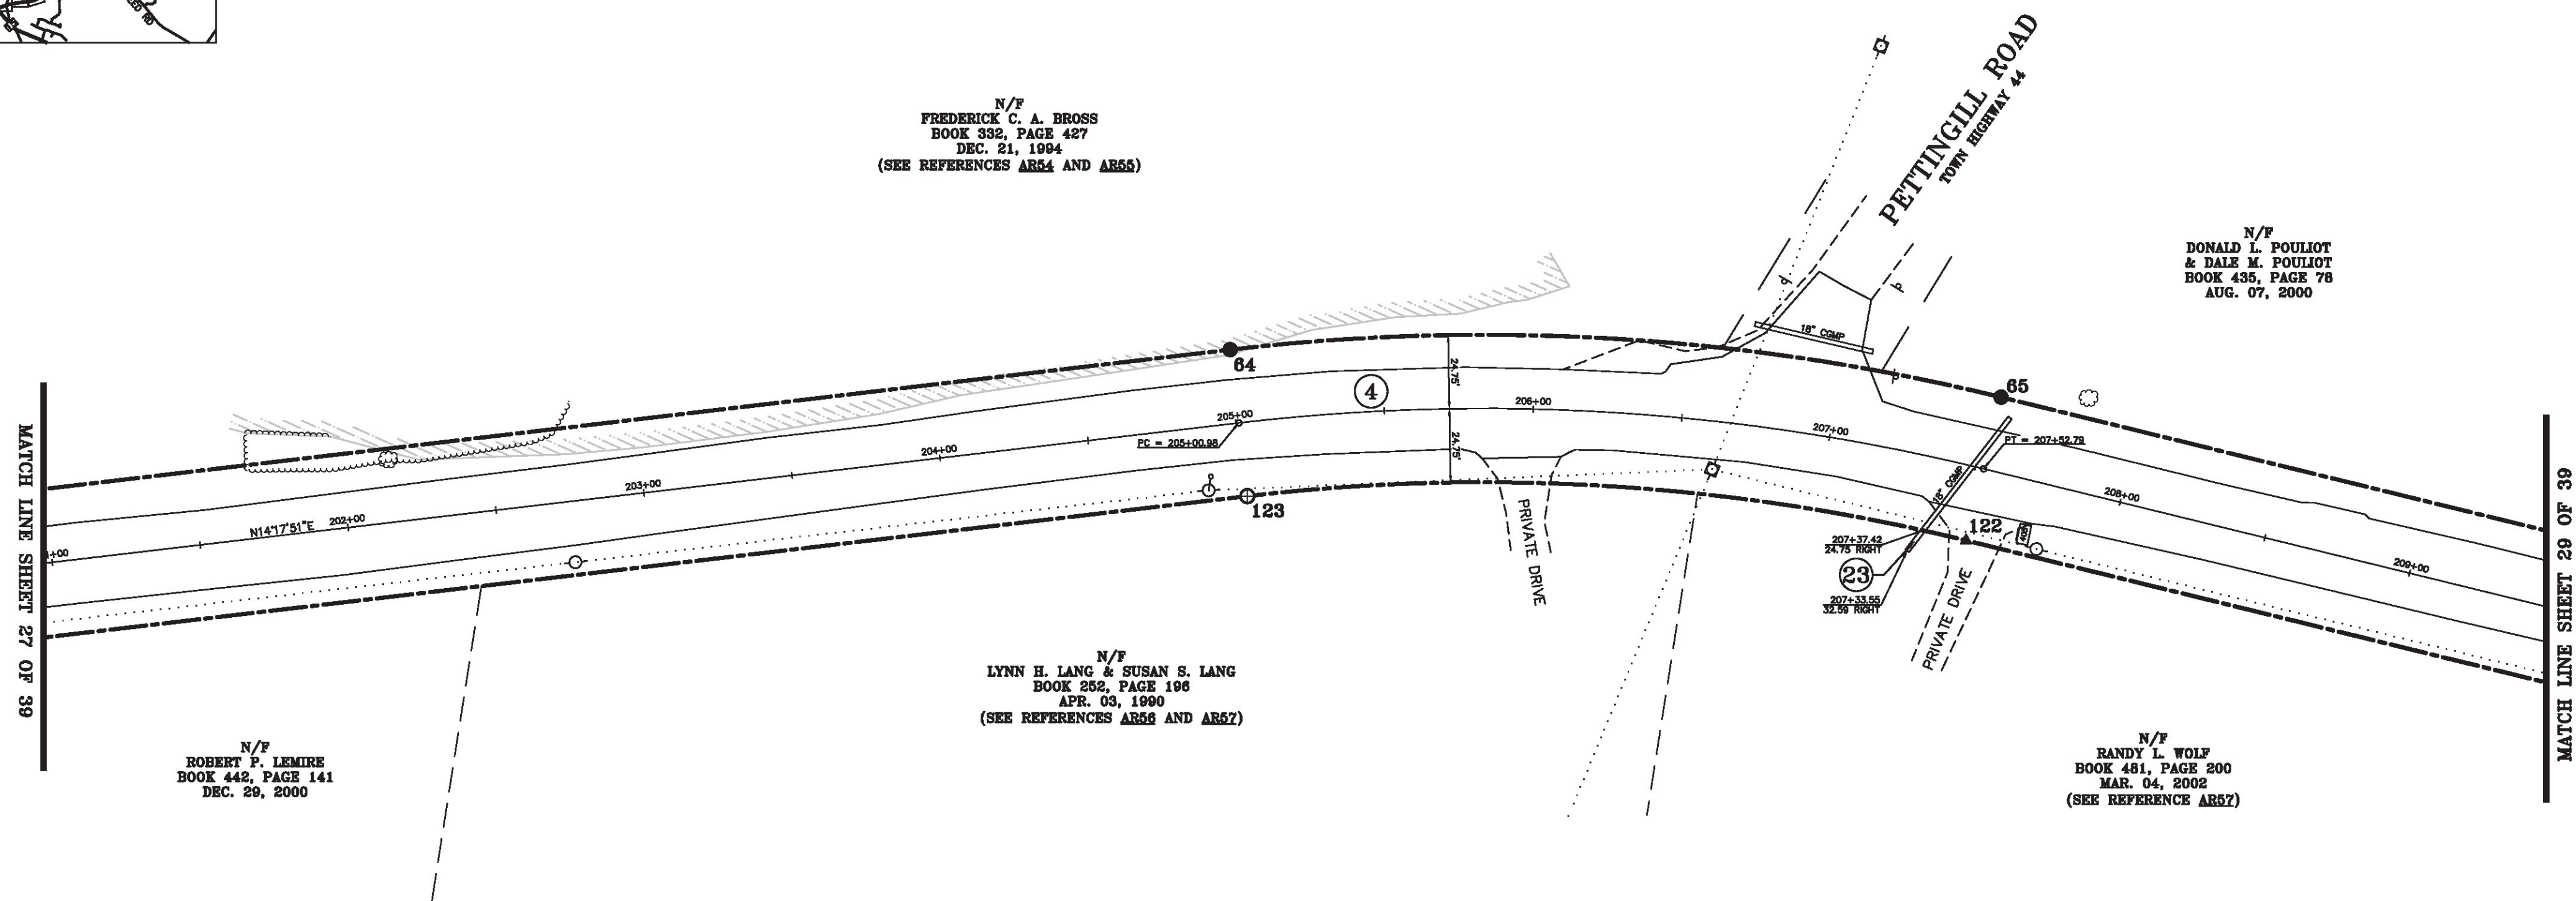 ED RD
PETTINGILL ROAD
TOWN HIGHWAY 44
N/F
FREDERICK C. A. BROSS
BOOK 332, PAGE 427
DEC. 21, 1994
(SEE REFERENCES AR54 AND AR55)
N/F
DONALD L. POULIOT
& DALE M. POULIOT
BOOK 435, PAGE 78
AUG. 07, 2000
18" CGMP
64
4
24.75'
24.75'
65
MATCH LINE SHEET 27 OF 39
+00
N14°17'51"E
202+00
203+00
204+00
205+00
PC = 205+00.98
206+00
207+00
PT = 207+52.79
18" CGMP
208+00
209+00
MATCH LINE SHEET 29 OF 39
123
122
PRIVATE DRIVE
207+37.42
24.75 RIGHT
23
207+33.55
32.59 RIGHT
PRIVATE DRIVE
N/F
LYNN H. LANG & SUSAN S. LANG
BOOK 252, PAGE 196
APR. 03, 1990
(SEE REFERENCES AR56 AND AR57)
N/F
ROBERT P. LEMIRE
BOOK 442, PAGE 141
DEC. 29, 2000
N/F
RANDY L. WOLF
BOOK 481, PAGE 200
MAR. 04, 2002
(SEE REFERENCE AR57)